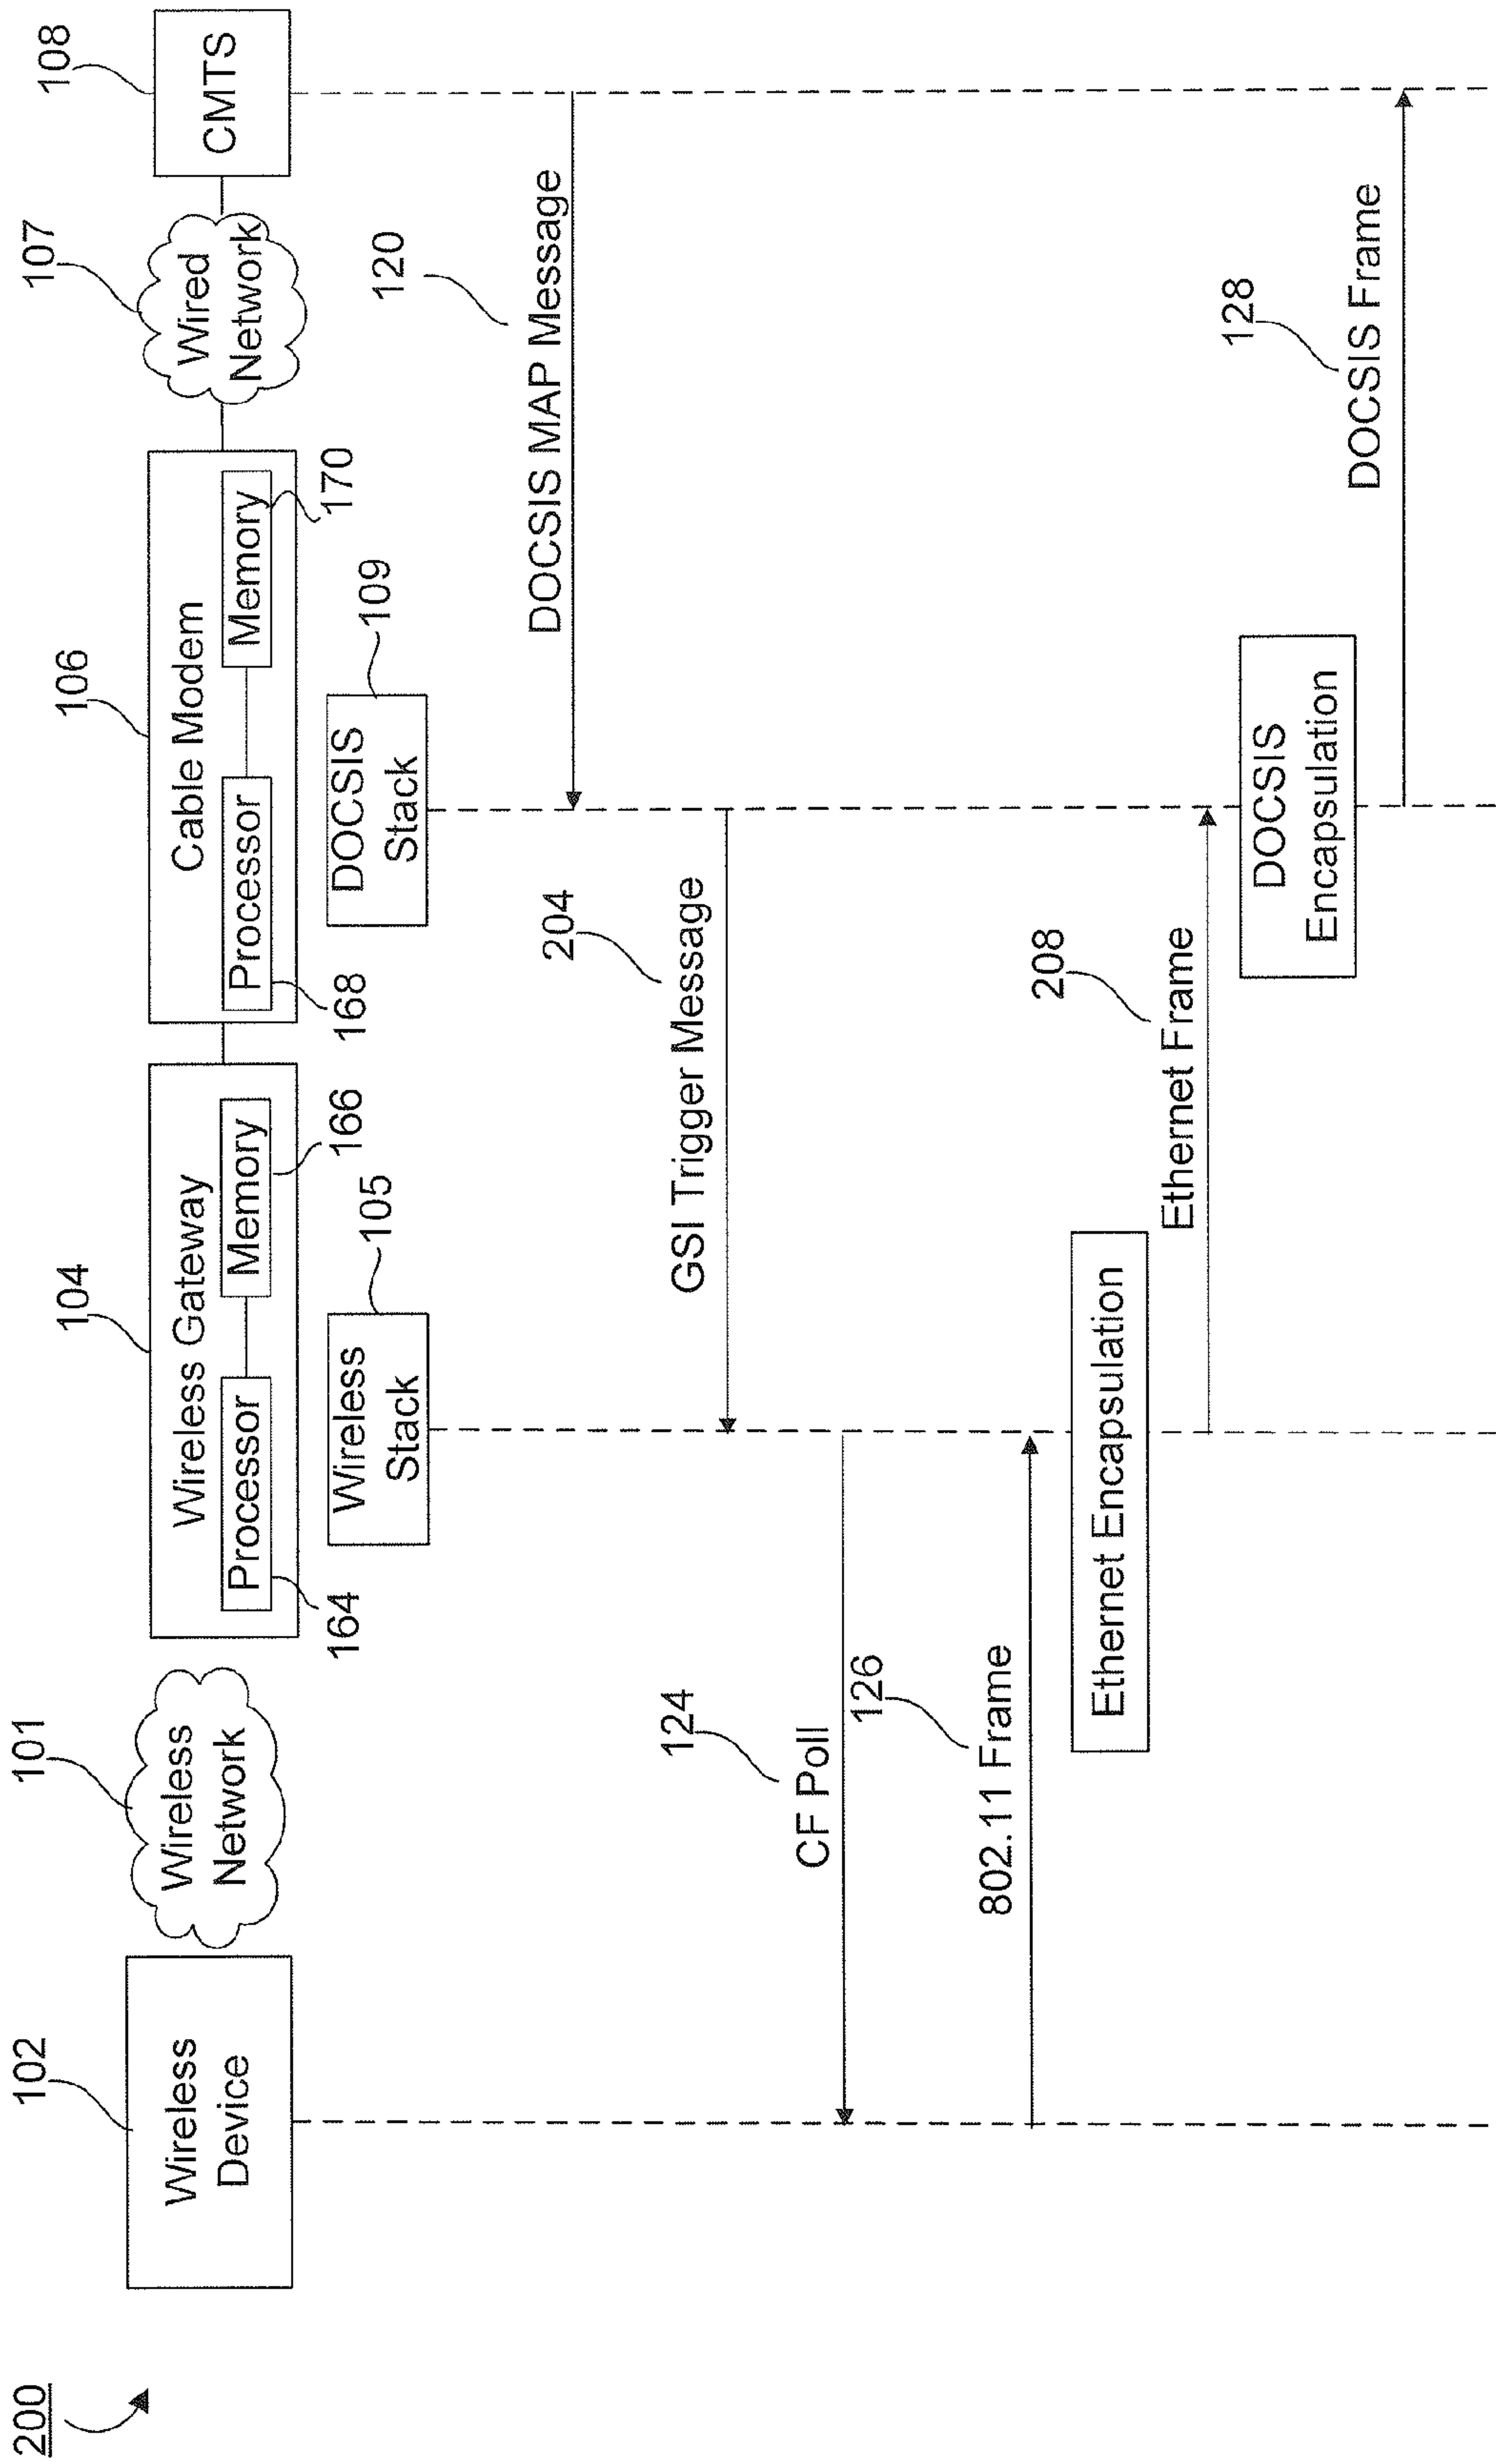 200
102
Wireless
Device
101
Wireless
Network
104
Wireless Gateway
Processor
Memory
164
166
106
Cable Modem
Processor
Memory
168
170
107
Wired
Network
108
CMTS
Wireless
Stack
105
DOCSIS
Stack
109
120
DOCSIS MAP Message
204
GSI Trigger Message
124
CF Poll
126
802.11 Frame
Ethernet Encapsulation
208
Ethernet Frame
DOCSIS
Encapsulation
128
DOCSIS Frame